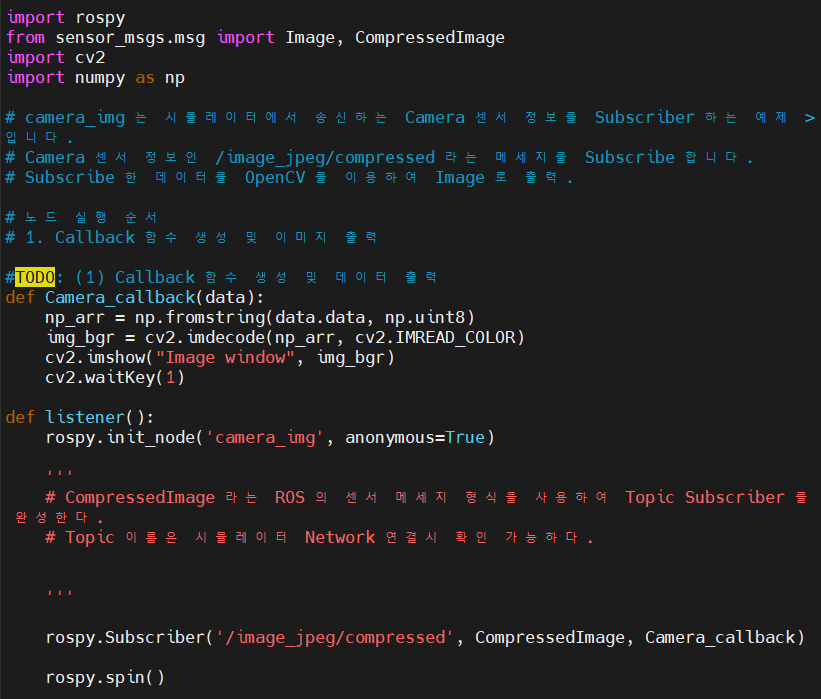 import rospy
from sensor_msgs.msg import Image, CompressedImage
import cv2
import numpy as np

# camera_img 는 시뮬레이터에서 송신하는 Camera 센서 정보를 Subscriber 하는 예제 >
입니다.
# Camera 센서 정보인 /image_jpeg/compressed 라는 메세지를 Subscribe 합니다.
# Subscribe 한 데이터를 OpenCV 를 이용하여 Image 로 출력.

# 노드 실행 순서
# 1. Callback 함수 생성 및 이미지 출력

#TODO: (1) Callback 함수 생성 및 데이터 출력
def Camera_callback(data):
    np_arr = np.fromstring(data.data, np.uint8)
    img_bgr = cv2.imdecode(np_arr, cv2.IMREAD_COLOR)
    cv2.imshow("Image window", img_bgr)
    cv2.waitKey(1)

def listener():
    rospy.init_node('camera_img', anonymous=True)

    '''
    # CompressedImage 라는 ROS 의 센서 메세지 형식을 사용하여 Topic Subscriber 를
 완성한다.
    # Topic 이름은 시뮬레이터 Network 연결시 확인 가능하다.


    '''

    rospy.Subscriber('/image_jpeg/compressed', CompressedImage, Camera_callback)

    rospy.spin()